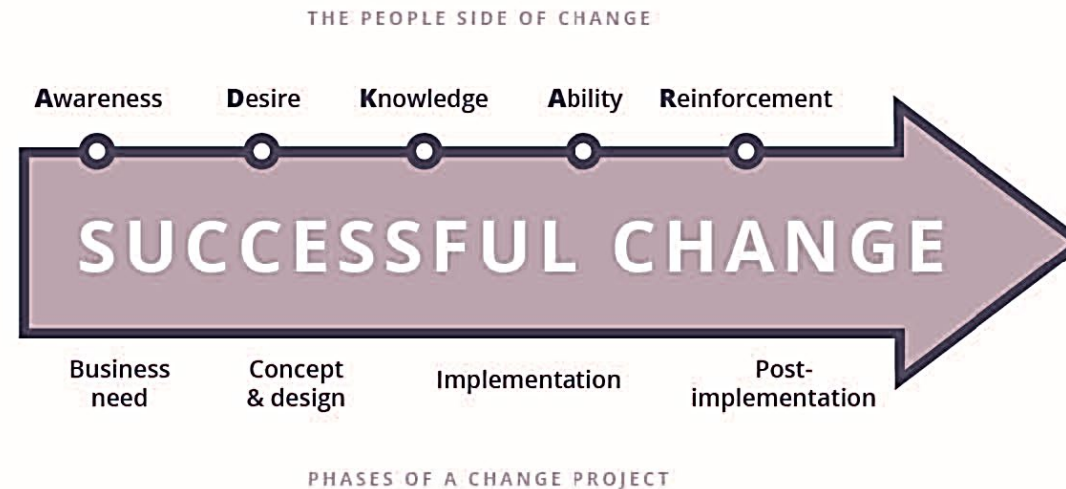 THE PEOPLE SIDE OF CHANGE
Awareness Desire Knowledge Ability Reinforcement
SUCCESSFUL CHANGE
Business need
Concept & design
Implementation
Post-implementation
PHASES OF A CHANGE PROJECT